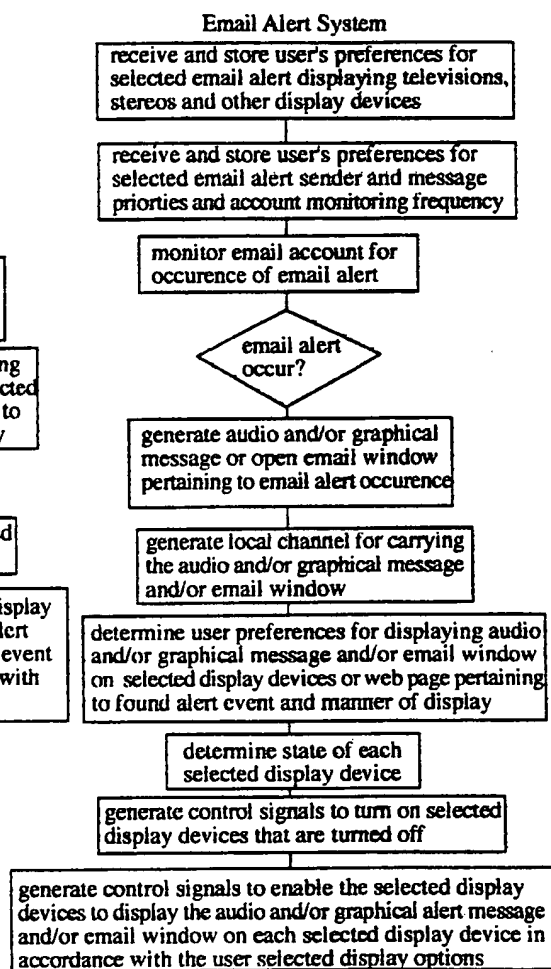 Email Alert System
receive and store user's preferences for
selected email alert displaying televisions,
stereos and other display devices
receive and store user's preferences for
selected email alert sender and message
priorties and account monitoring frequency
monitor email account for
occurence of email alert
email alert
occur?
ng
cted
to
y
generate audio and/or graphical
message or open email window
pertaining to email alert occurence
d
generate local channel for carrying
the audio and/or graphical message
and/or email window
isplay
lert
event
with
determine user preferences for displaying audio
and/or graphical message and/or email window
on selected display devices or web page pertaining
to found alert event and manner of display
determine state of each
selected display device
generate control signals to turn on selected
display devices that are turned off
generate control signals to enable the selected display
devices to display the audio and/or graphical alert message
and/or email window on each selected display device in
accordance with the user selected display options